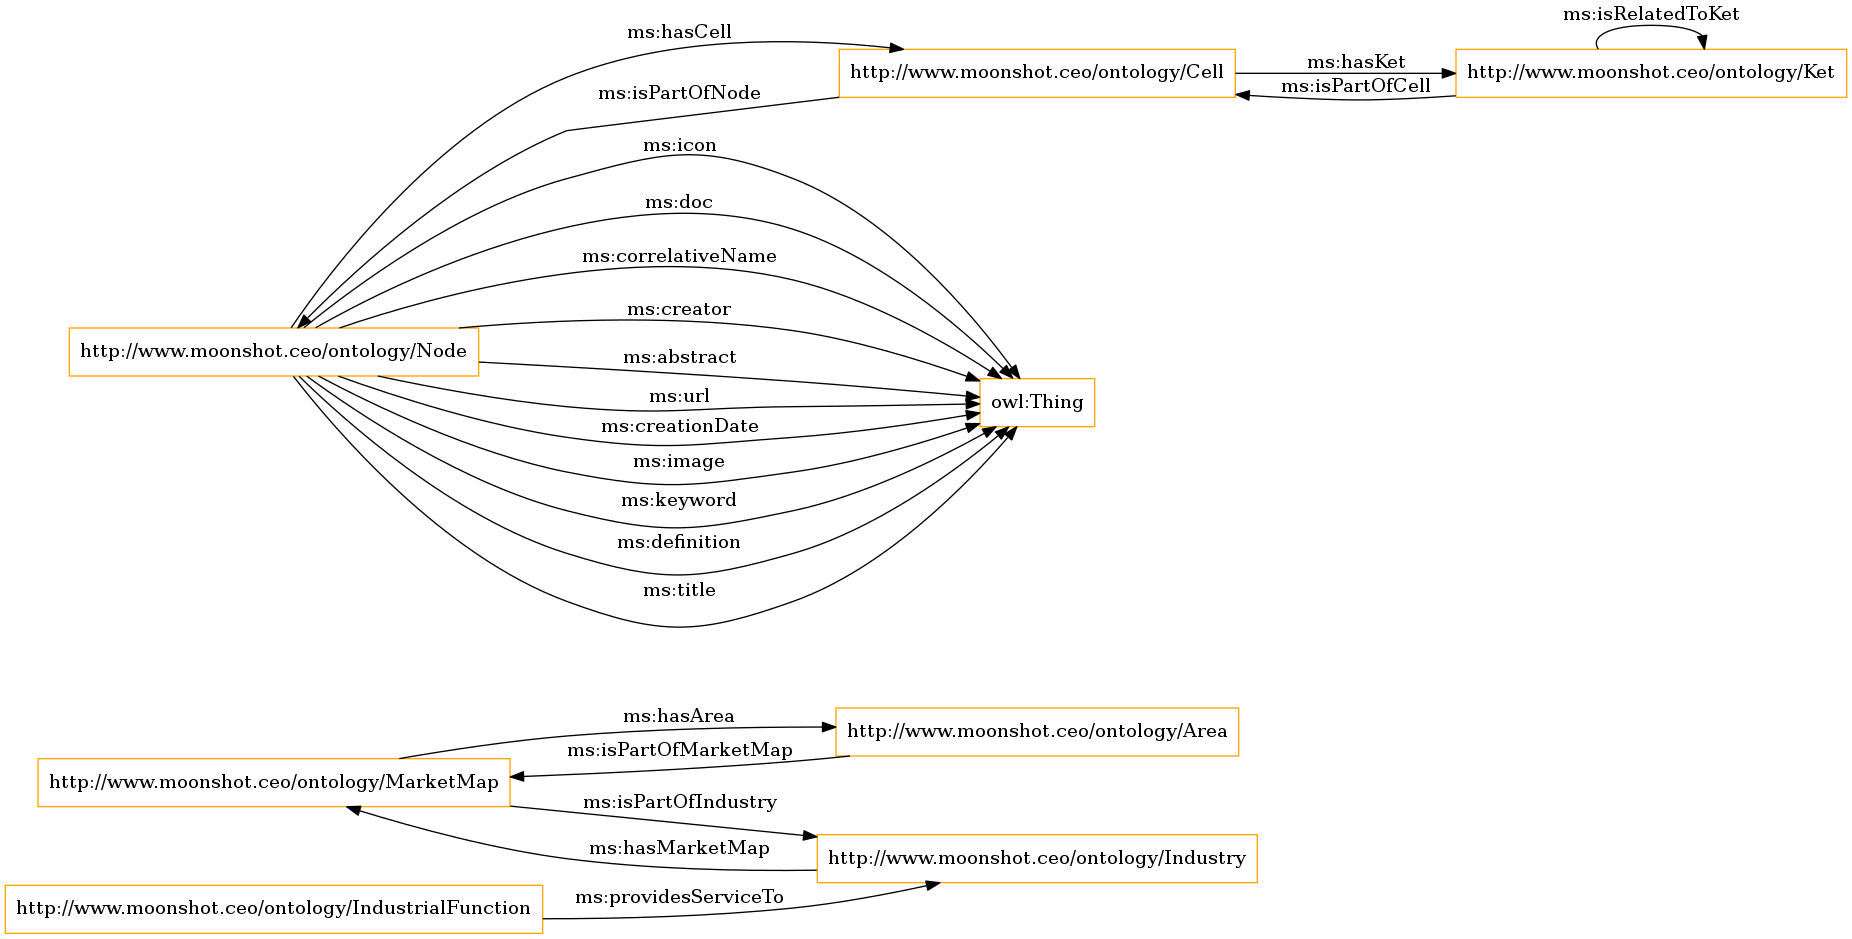 ms:isRelatedToKet
ms:hasCell
http://www.moonshot.ceo/ontology/Cell
ms:hasKet
http://www.moonshot.ceo/ontology/Ket
ms:isPartOfCell
ms:isPartOfNode
ms:icon
ms:doc
ms:correlativeName
ms:creator
http://www.moonshot.ceo/ontology/Node
ms:abstract
ms:url
owl:Thing
ms:creationDate
ms:image
ms:keyword
ms:definition
ms:title
ms:hasArea
http://www.moonshot.ceo/ontology/Area
ms:isPartOfMarketMap
http://www.moonshot.ceo/ontology/MarketMap
ms:isPartOfIndustry
ms:hasMarketMap
http://www.moonshot.ceo/ontology/Industry
ms:providesServiceTo
http://www.moonshot.ceo/ontology/IndustrialFunction